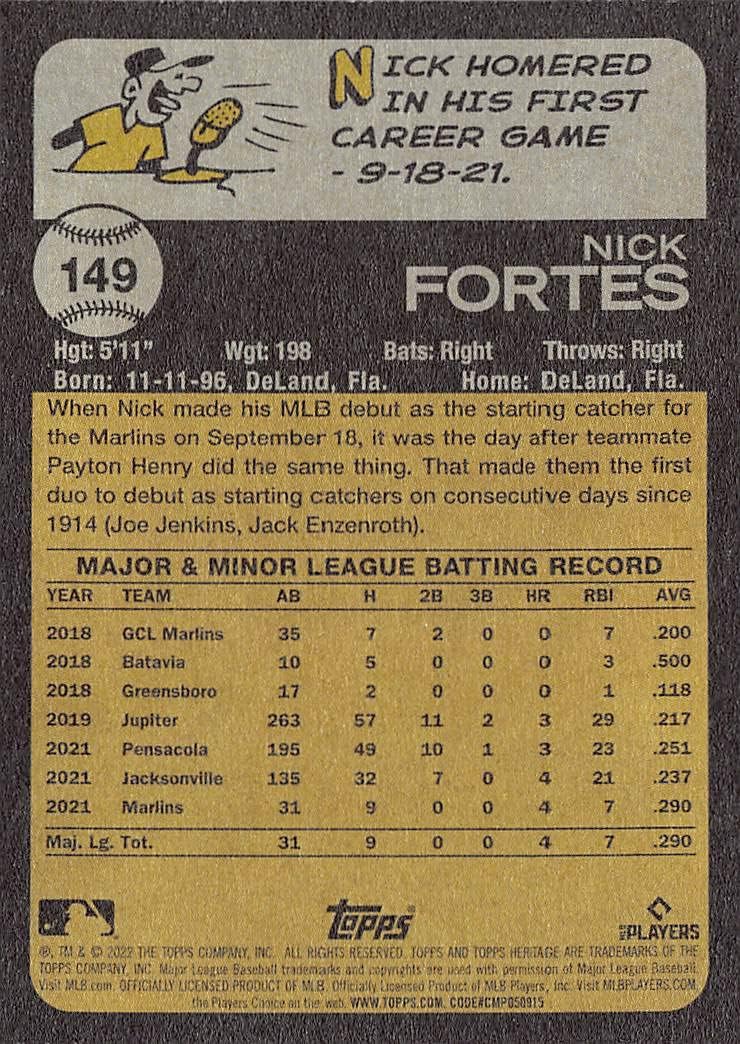 NICK HOMERED
IN HIS FIRST
CAREER GAME
- 9-18-21.
149
NICK
FORTES
Hgt: 5'11" Wgt: 198 Bats: Right Throws: Right
Born: 11-11-96, DeLand, Fla. Home: DeLand, Fla.
When Nick made his MLB debut as the starting catcher for
the Marlins on September 18, it was the day after teammate
Payton Henry did the same thing. That made them the first
duo to debut as starting catchers on consecutive days since
1914 (Joe Jenkins, Jack Enzenroth).
MAJOR & MINOR LEAGUE BATTING RECORD
YEAR TEAM AB H 2B 3B HR RBI AVG
2018 GCL Marlins 35 7 2 0 0 7 .200
2018 Batavia 10 5 0 0 0 3 .500
2018 Greensboro 17 2 0 0 0 1 .118
2019 Jupiter 263 57 11 2 3 29 .217
2021 Pensacola 195 49 10 1 3 23 .251
2021 Jacksonville 135 32 7 0 4 21 .237
2021 Marlins 31 9 0 0 4 7 .290
Maj. Lg. Tot. 31 9 0 0 4 7 .290
topps
PLAYERS
®, TM & © 2022 THE TOPPS COMPANY, INC. ALL RIGHTS RESERVED. TOPPS AND TOPPS HERITAGE ARE TRADEMARKS OF THE
TOPPS COMPANY, INC. Major League Baseball trademarks and copyrights are used with permission of Major League Baseball.
Visit MLB.com. OFFICIALLY LICENSED PRODUCT OF MLB. Officially Licensed Product of MLB Players, Inc. Visit MLBPLAYERS.COM,
the Players Choice on the web. WWW.TOPPS.COM. CODE#CMP050915